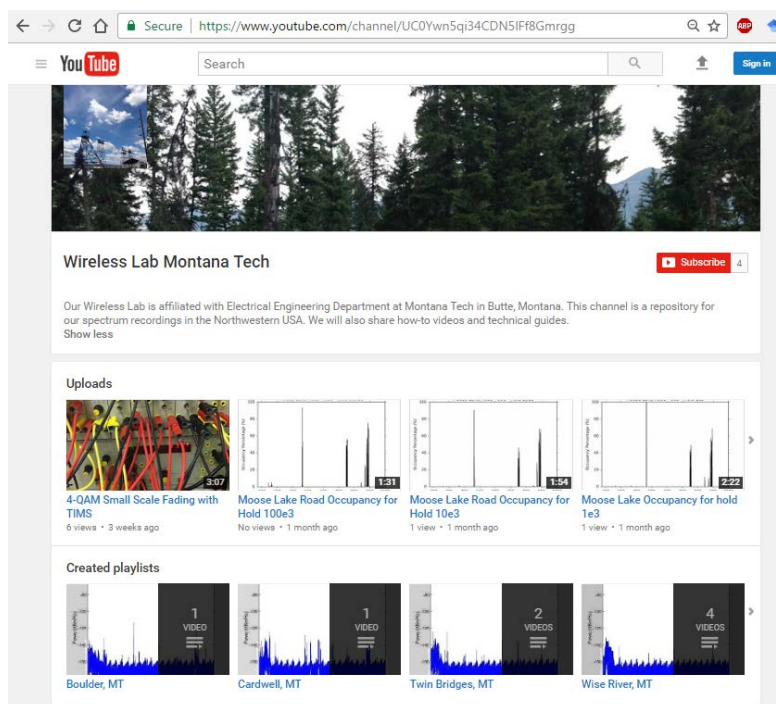 Secure | https://www.youtube.com/channel/UC0Ywn5qi34CDN5IFf8Gmrgg
ABP
YouTube
Search
Sign in
Wireless Lab Montana Tech
Subscribe 4
Our Wireless Lab is affiliated with Electrical Engineering Department at Montana Tech in Butte, Montana. This channel is a repository for
our spectrum recordings in the Northwestern USA. We will also share how-to videos and technical guides.
Show less
Uploads
3:07
1:31
1:54
2:22
4-QAM Small Scale Fading with
TIMS
6 views • 3 weeks ago
Moose Lake Road Occupancy for
Hold 100e3
No views • 1 month ago
Moose Lake Road Occupancy for
Hold 10e3
1 view • 1 month ago
Moose Lake Occupancy for hold
1e3
1 view • 1 month ago
Created playlists
1
VIDEO
1
VIDEO
2
VIDEOS
4
VIDEOS
Boulder, MT
Cardwell, MT
Twin Bridges, MT
Wise River, MT